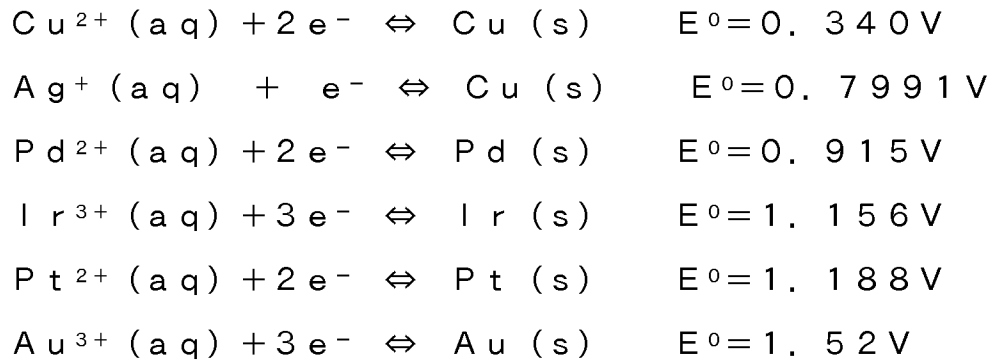 Cu²⁺(aq)+2e⁻ ⇔ Cu(s) E⁰=0.340V
Ag⁺(aq) + e⁻ ⇔ Cu(s) E⁰=0.7991V
Pd²⁺(aq)+2e⁻ ⇔ Pd(s) E⁰=0.915V
Ir³⁺(aq)+3e⁻ ⇔ Ir(s) E⁰=1.156V
Pt²⁺(aq)+2e⁻ ⇔ Pt(s) E⁰=1.188V
Au³⁺(aq)+3e⁻ ⇔ Au(s) E⁰=1.52V